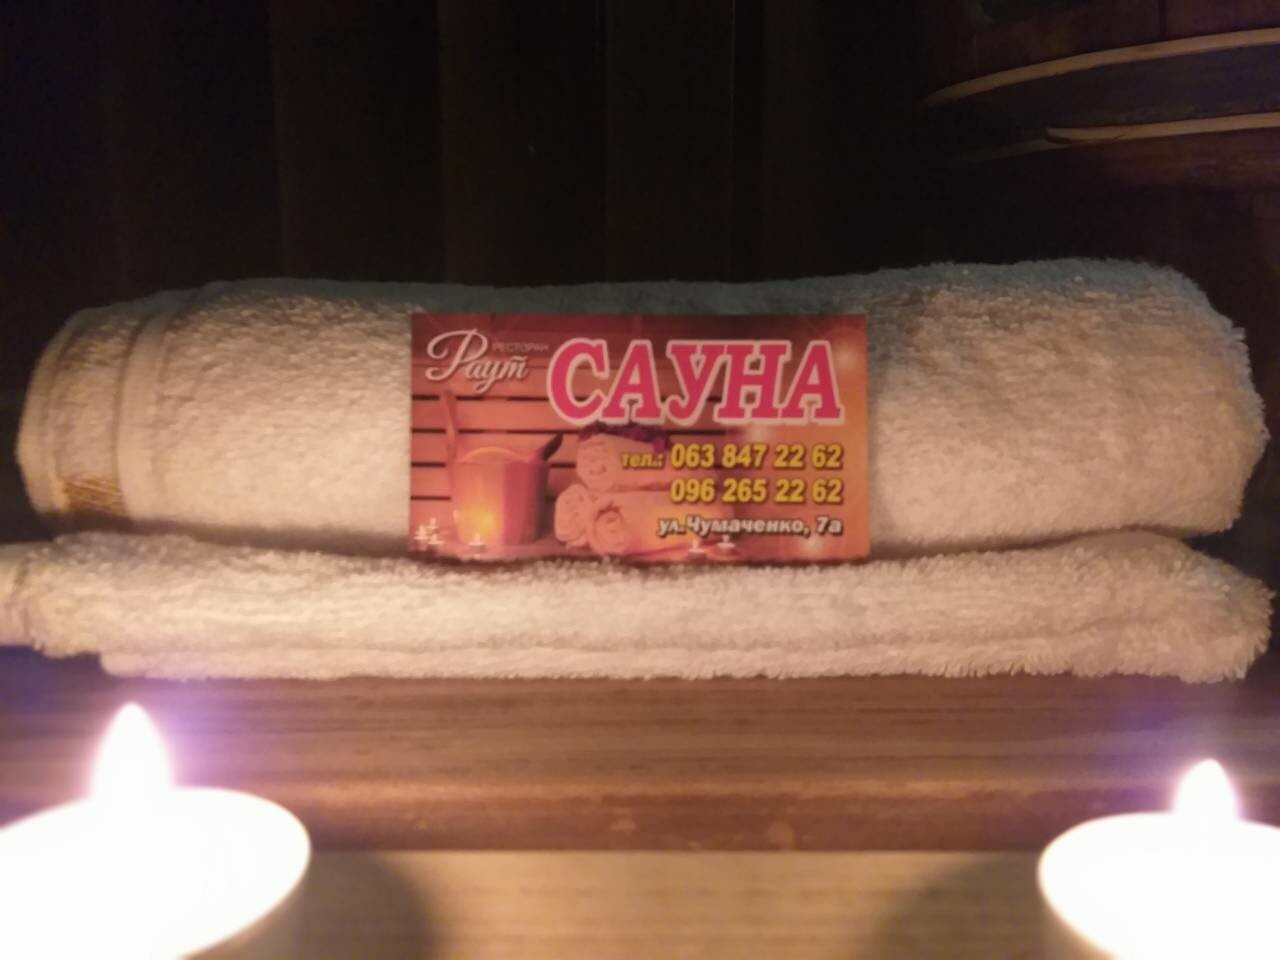 РЕСТОРАН
Раут
САУНА
тел.: 063 847 22 62
096 265 22 62
ул.Чумаченко, 7а